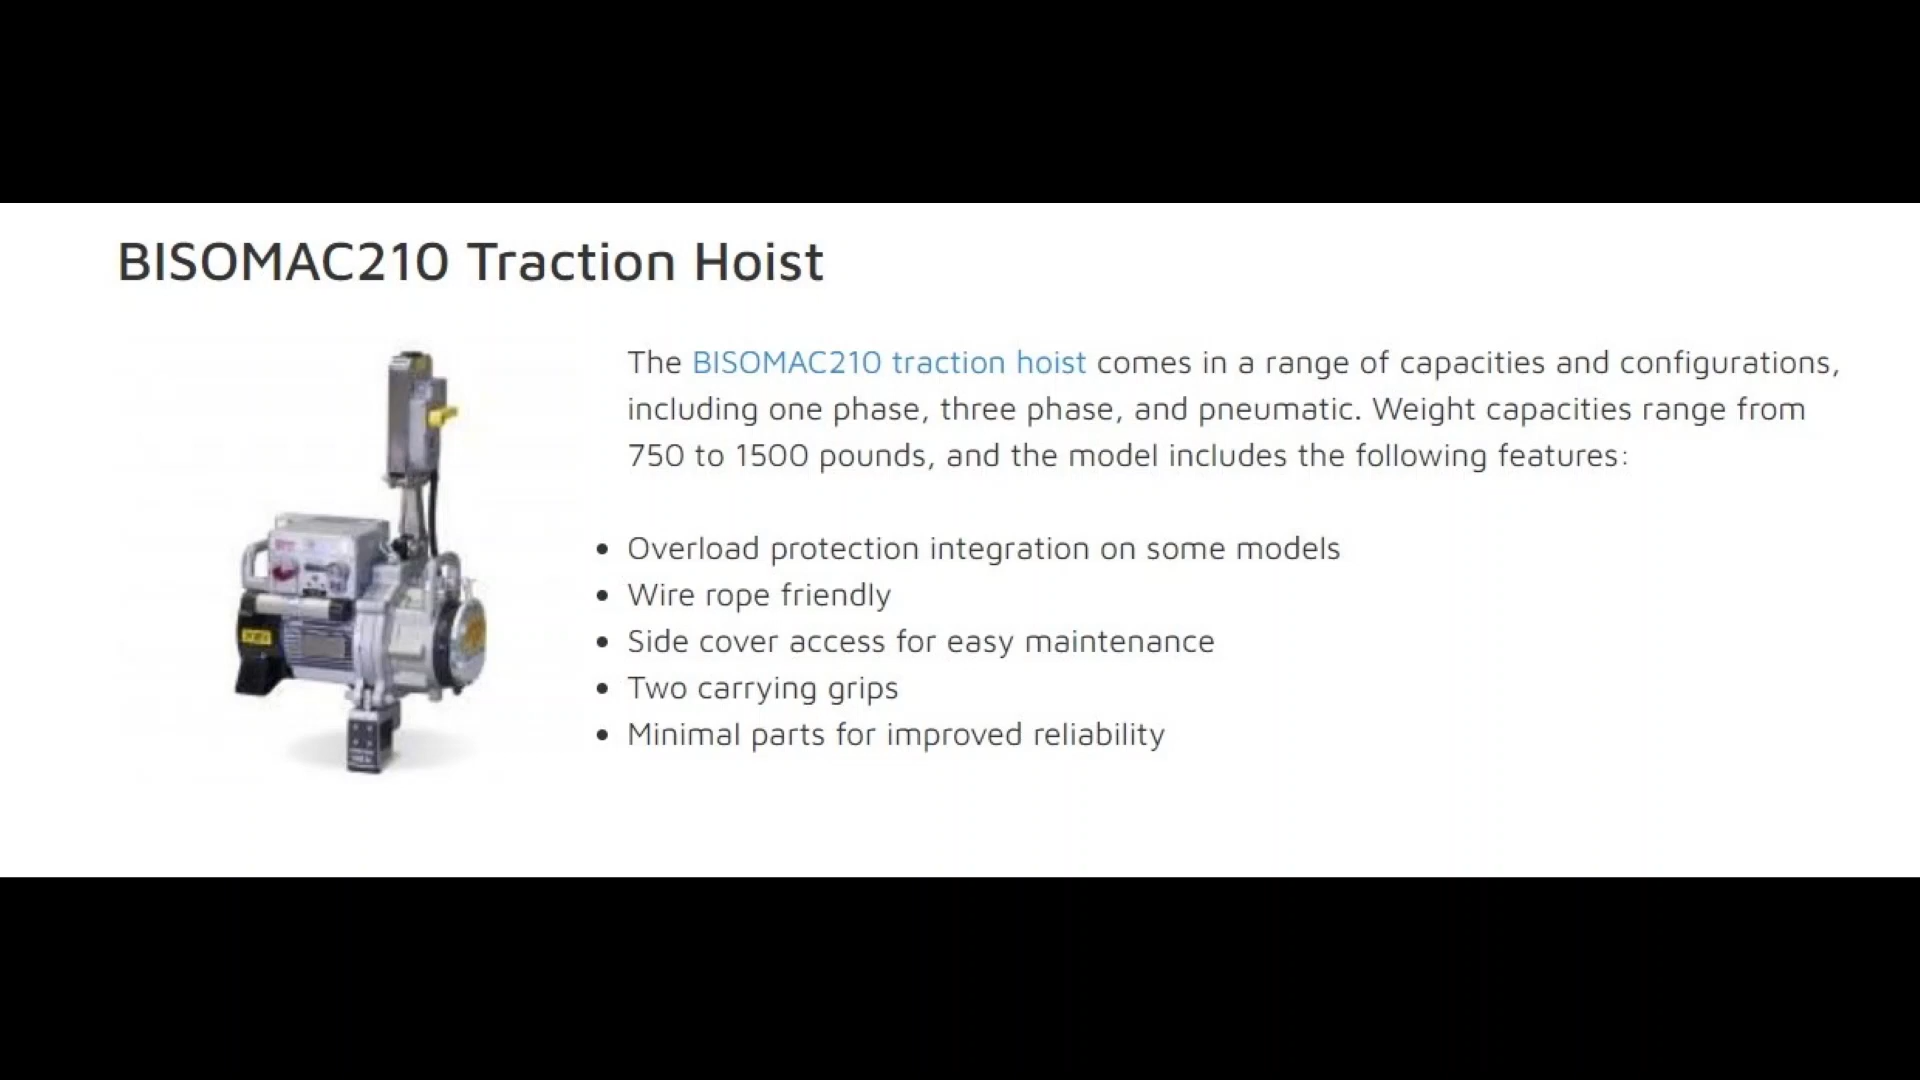 BISOMAC210 Traction Hoist
The BISOMAC210 traction hoist comes in a range of capacities and configurations,
including one phase, three phase, and pneumatic. Weight capacities range from
750 to 1500 pounds, and the model includes the following features:
• Overload protection integration on some models
• Wire rope friendly
• Side cover access for easy maintenance
• Two carrying grips
• Minimal parts for improved reliability